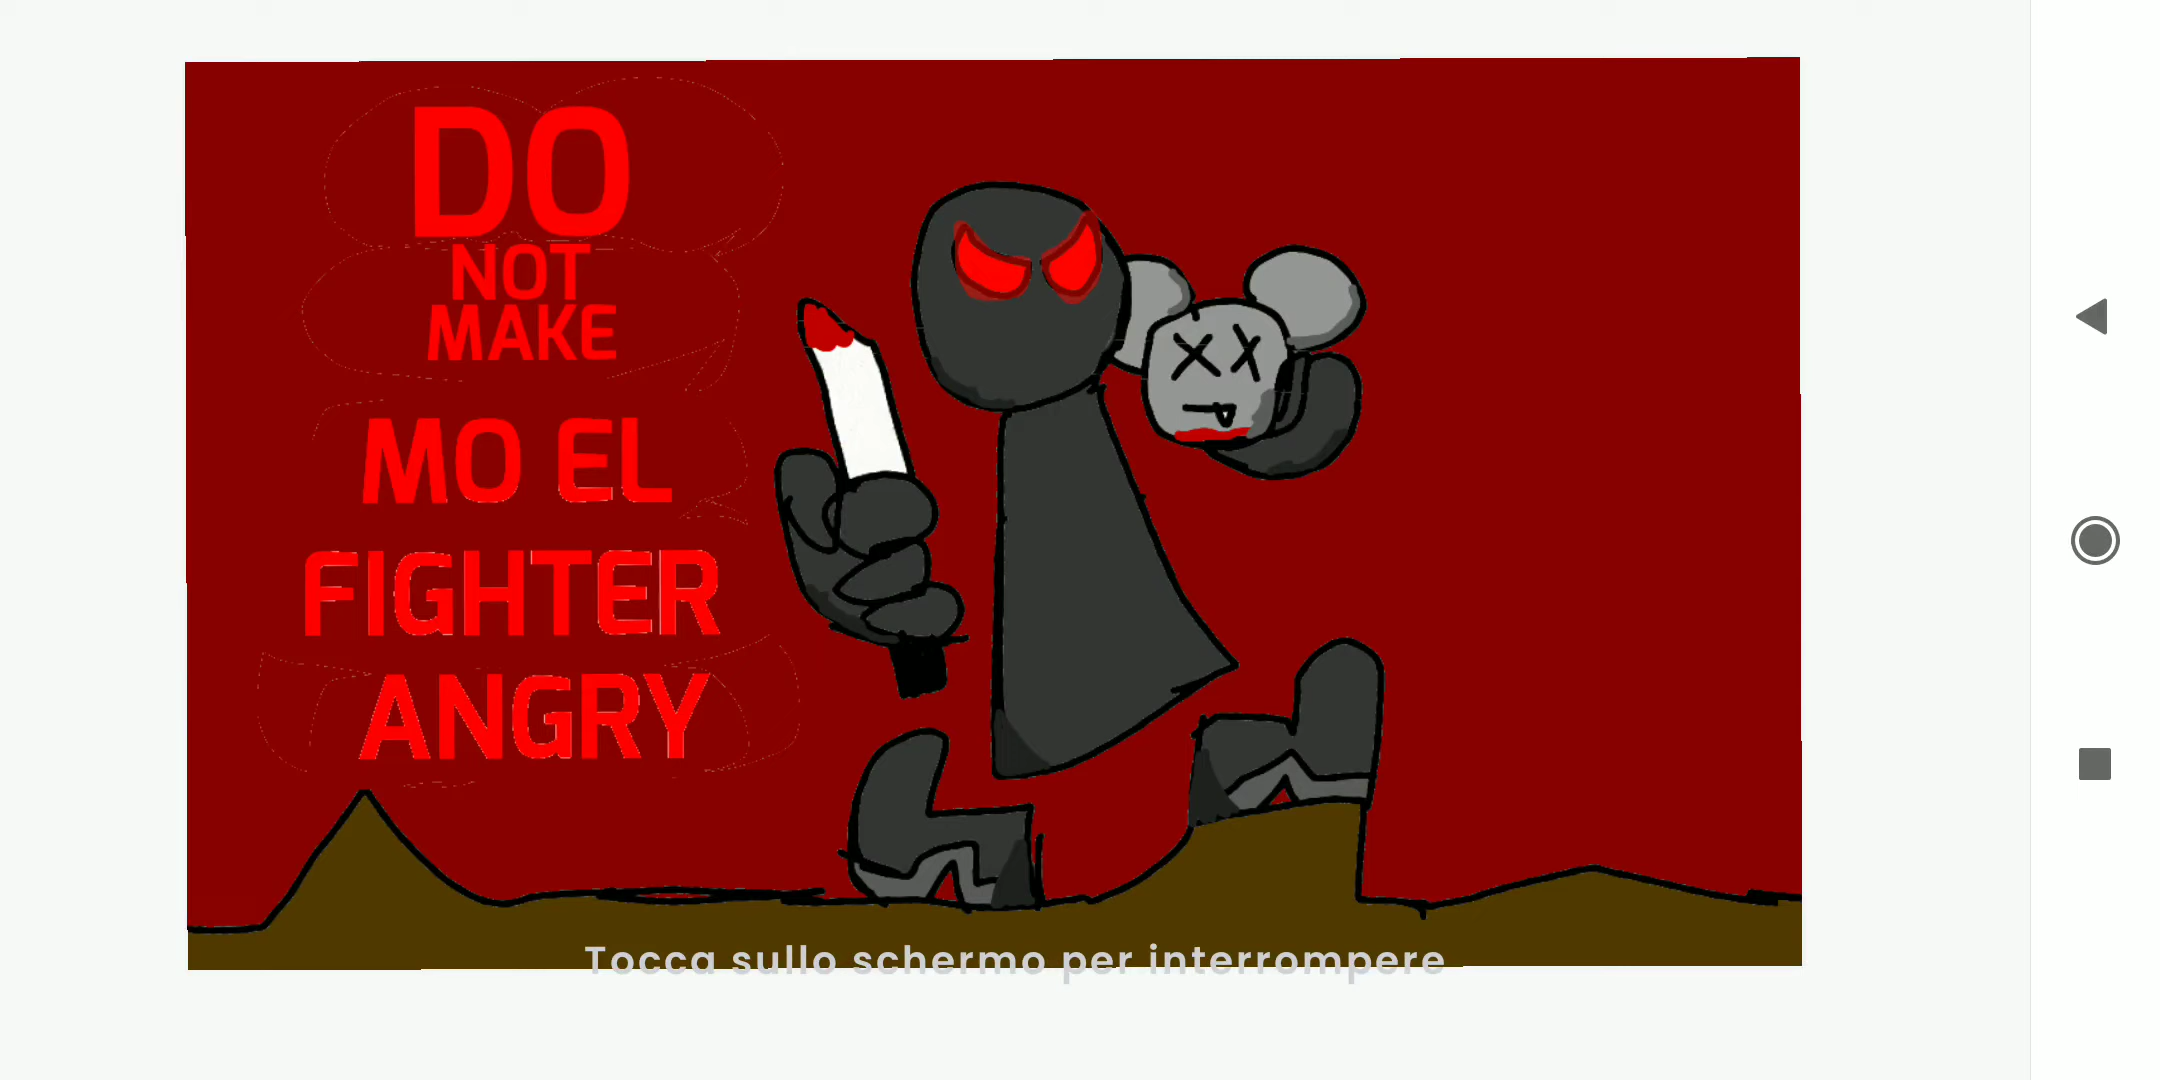 DO
NOT
MAKE
MO EL
FIGHTER
ANGRY
Tocca sullo schermo per interrompere